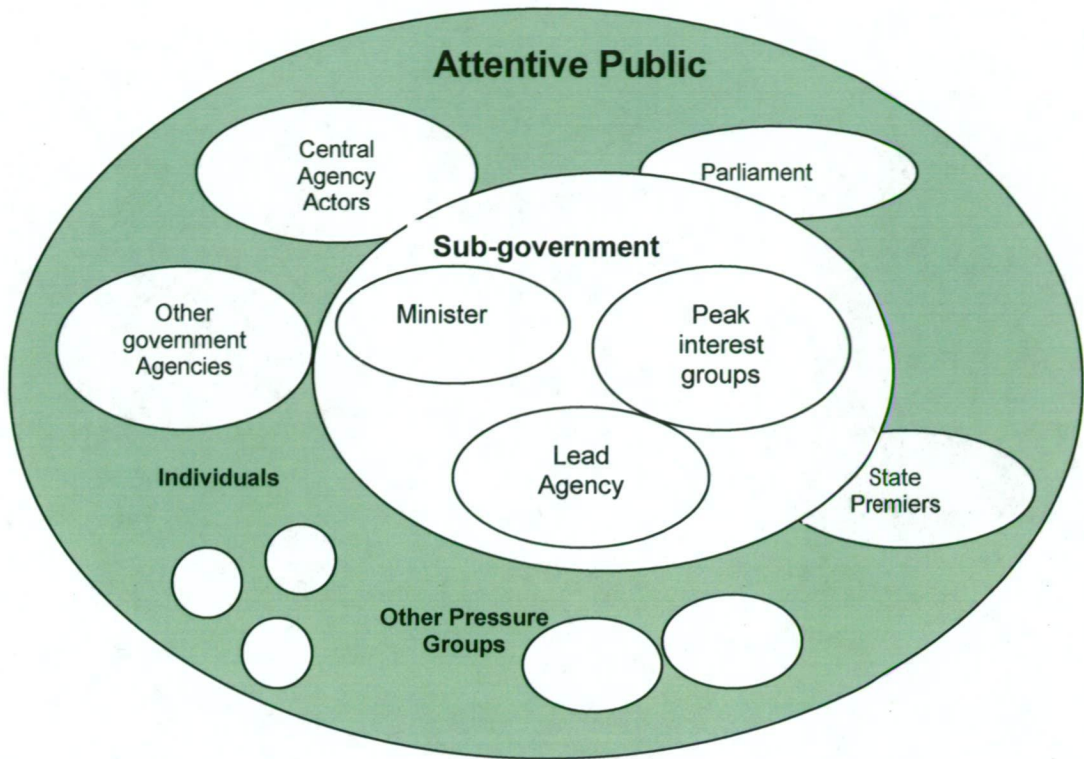 Attentive Public
Central
Agency
Actors
Parliament
Sub-government
Other
government
Agencies
Minister
Peak
interest
groups
Lead
Agency
Individuals
State
Premiers
Other Pressure
Groups